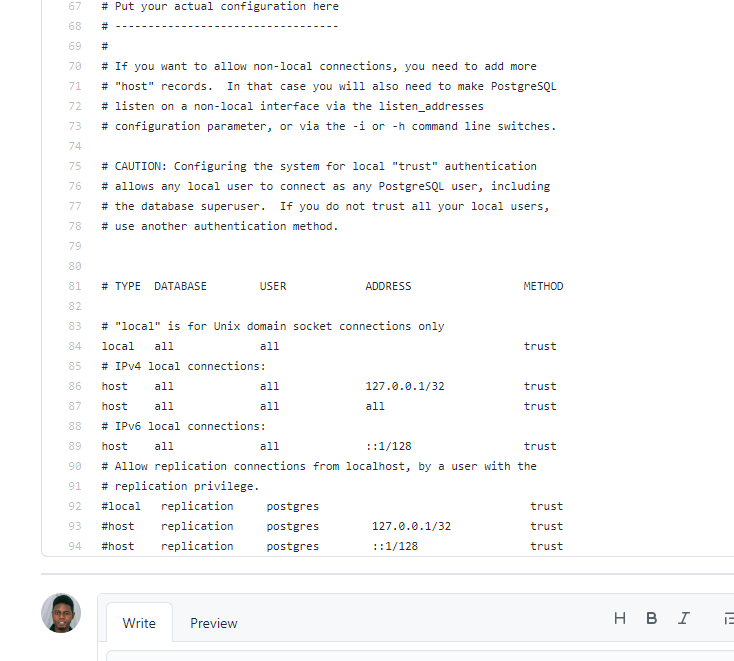 67 # Put your actual configuration here
68 # ----------------------------------
69 #
70 # If you want to allow non-local connections, you need to add more
71 # "host" records.  In that case you will also need to make PostgreSQL
72 # listen on a non-local interface via the listen_addresses
73 # configuration parameter, or via the -i or -h command line switches.
74
75 # CAUTION: Configuring the system for local "trust" authentication
76 # allows any local user to connect as any PostgreSQL user, including
77 # the database superuser.  If you do not trust all your local users,
78 # use another authentication method.
79
80
81 # TYPE  DATABASE        USER            ADDRESS                 METHOD
82
83 # "local" is for Unix domain socket connections only
84 local   all             all                                     trust
85 # IPv4 local connections:
86 host    all             all             127.0.0.1/32            trust
87 host    all             all             all                     trust
88 # IPv6 local connections:
89 host    all             all             ::1/128                 trust
90 # Allow replication connections from localhost, by a user with the
91 # replication privilege.
92 #local   replication     postgres                                trust
93 #host    replication     postgres        127.0.0.1/32            trust
94 #host    replication     postgres        ::1/128                 trust
Write Preview H B I